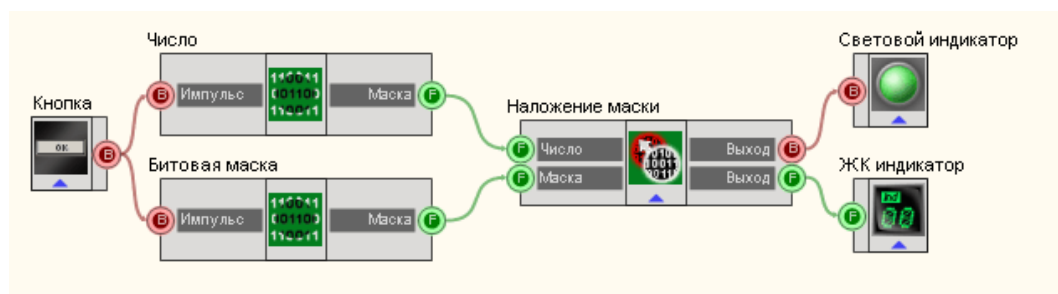 Число
Световой индикатор
B Импульс Маска F
B
Кнопка
OK
B
Наложение маски
F Число Выход B
F Маска Выход F
Битовая маска
ЖК индикатор
B Импульс Маска F
F